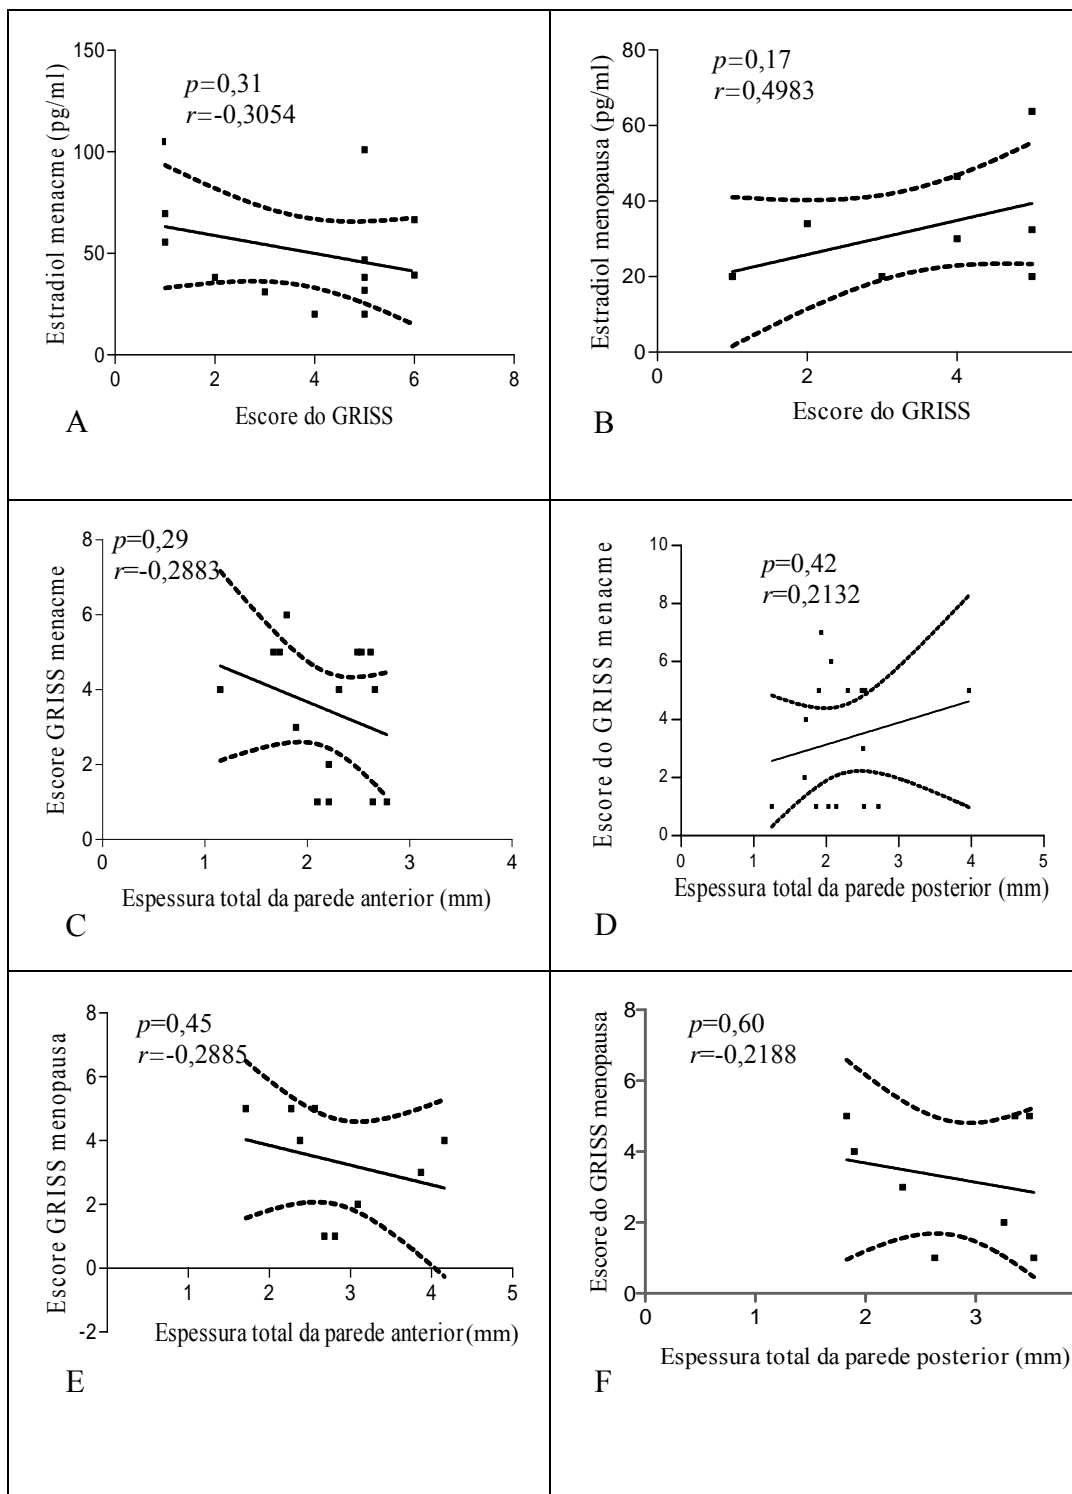 150
100
50
0
0
2
4
6
8
Estradiol menacme (pg/ml)
p=0,31
r=-0,3054
Escore do GRISS
A
80
60
40
20
0
0
2
4
Estradiol menopausa (pg/ml)
p=0,17
r=0,4983
Escore do GRISS
B
8
6
4
2
0
0
1
2
3
4
Escore GRISS menacme
p=0,29
r=-0,2883
Espessura total da parede anterior (mm)
C
10
8
6
4
2
0
0
1
2
3
4
5
Escore do GRISS menacme
p=0,42
r=0,2132
Espessura total da parede posterior (mm)
D
8
6
4
2
0
-2
1
2
3
4
5
Escore GRISS menopausa
p=0,45
r=-0,2885
Espessura total da parede anterior (mm)
E
8
6
4
2
0
0
1
2
3
Escore do GRISS menopausa
p=0,60
r=-0,2188
Espessura total da parede posterior (mm)
F